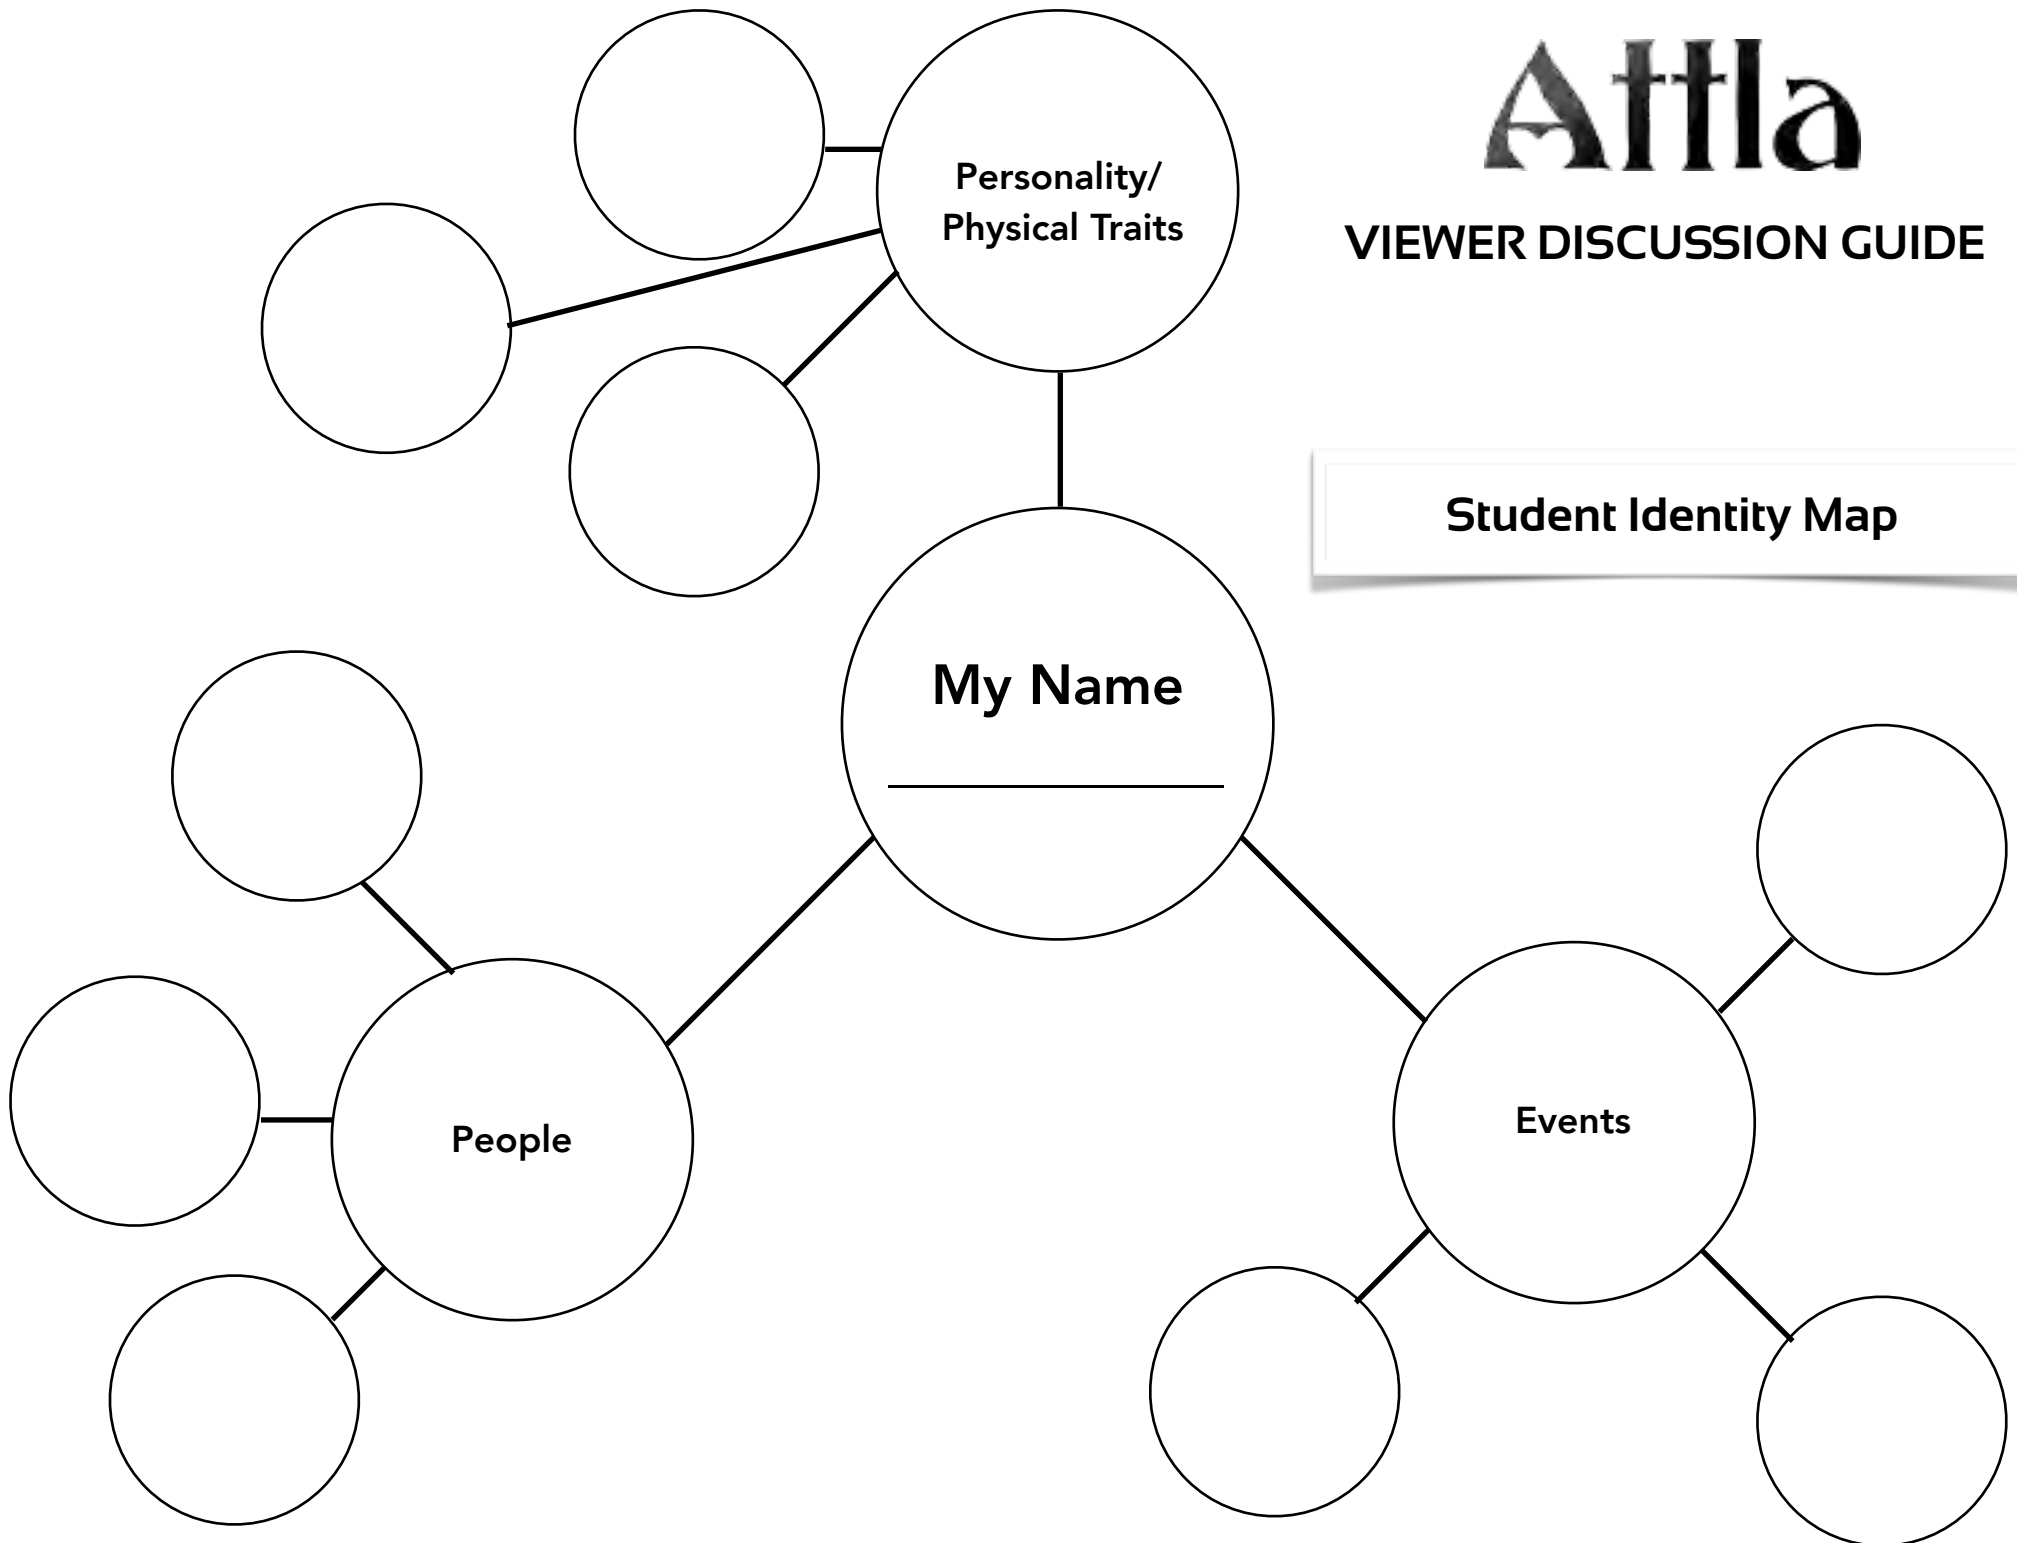 Attla
VIEWER DISCUSSION GUIDE
Student Identity Map
Personality/
Physical Traits
My Name
People
Events